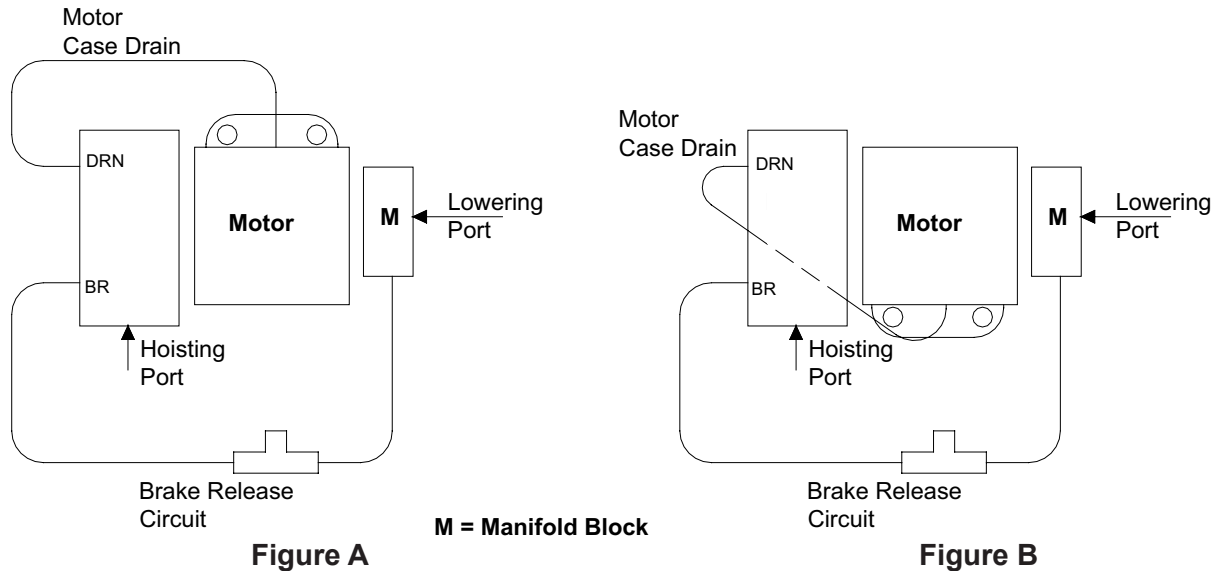 Motor
Case Drain
DRN
Motor
M
Lowering
Port
BR
Hoisting
Port
Brake Release
Circuit
Figure A
M = Manifold Block
Motor
Case Drain
DRN
Motor
M
Lowering
Port
BR
Hoisting
Port
Brake Release
Circuit
Figure B